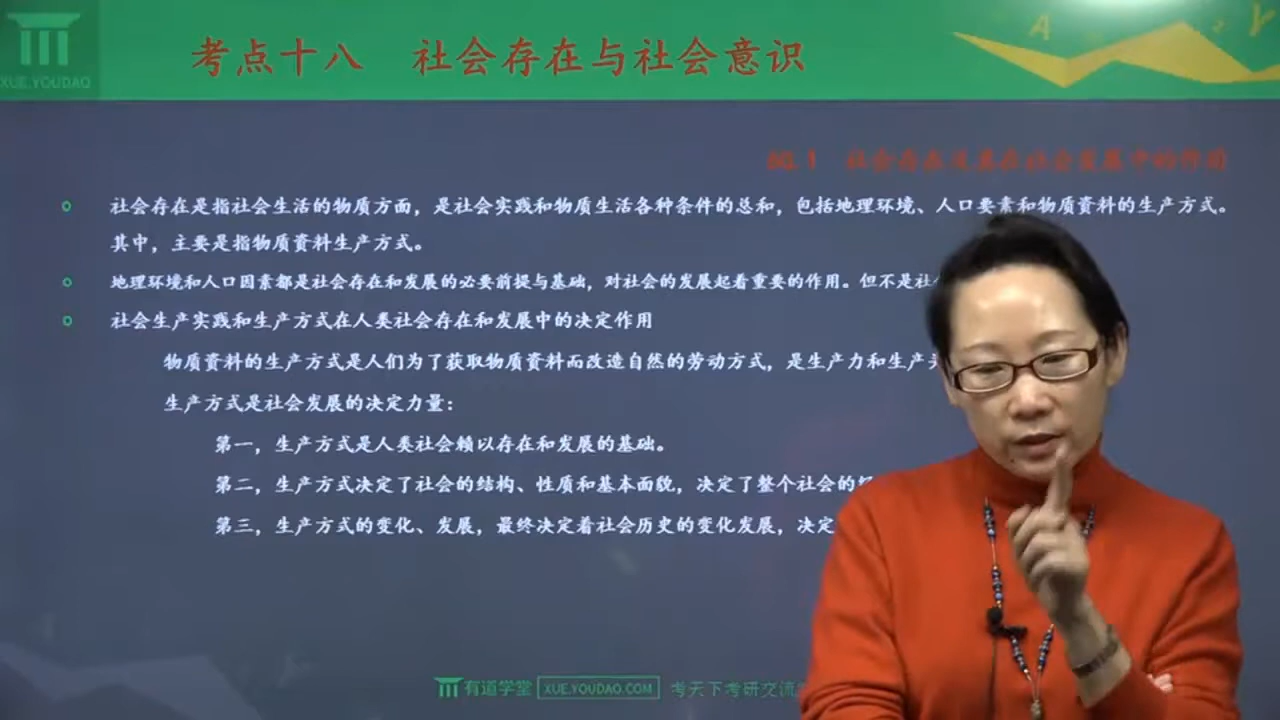 XUE.YOUDAO
考点十八 社会存在与社会意识
社会存在是指社会生活的物质方面，是社会实践和物质生活各种条件的总和，包括地理环境、人口要素和物质资料的生产方式。
其中，主要是指物质资料生产方式。
地理环境和人口因素都是社会存在和发展的必要前提与基础，对社会的发展起着重要的作用。但不是社
社会生产实践和生产方式在人类社会存在和发展中的决定作用
物质资料的生产方式是人们为了获取物质资料而改造自然的劳动方式，是生产力和生产
生产方式是社会发展的决定力量：
第一，生产方式是人类社会赖以存在和发展的基础。
第二，生产方式决定了社会的结构、性质和基本面貌，决定了整个社会的
第三，生产方式的变化、发展，最终决定着社会历史的变化发展，决定
有道学堂 XUE.YOUDAO.COM 考天下考研交流